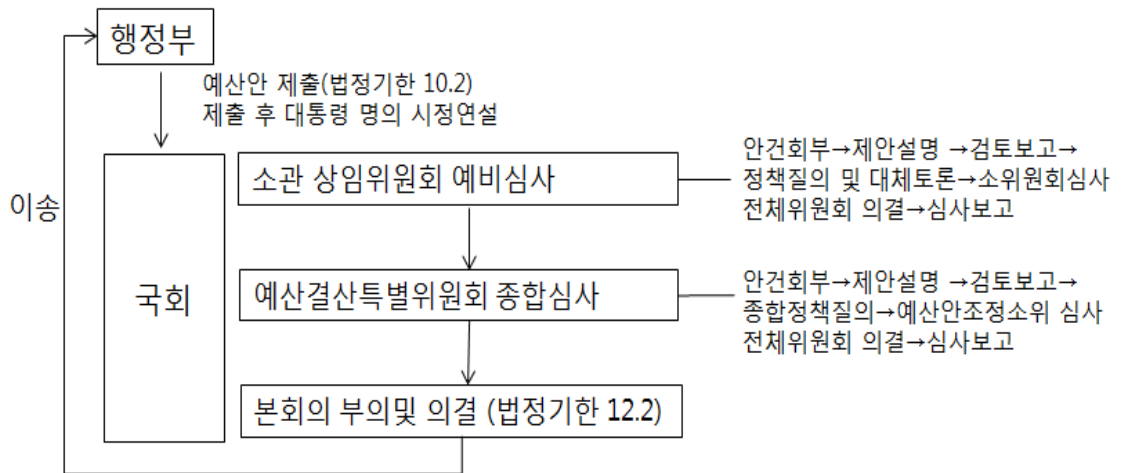 행정부
예산안 제출(법정기한 10.2)
제출 후 대통령 명의 시정연설
이송
국회
소관 상임위원회 예비심사
안건회부→제안설명 →검토보고→
정책질의 및 대체토론→소위원회심사
전체위원회 의결→심사보고
예산결산특별위원회 종합심사
안건회부→제안설명 →검토보고→
종합정책질의→예산안조정소위 심사
전체위원회 의결→심사보고
본회의 부의및 의결 (법정기한 12.2)